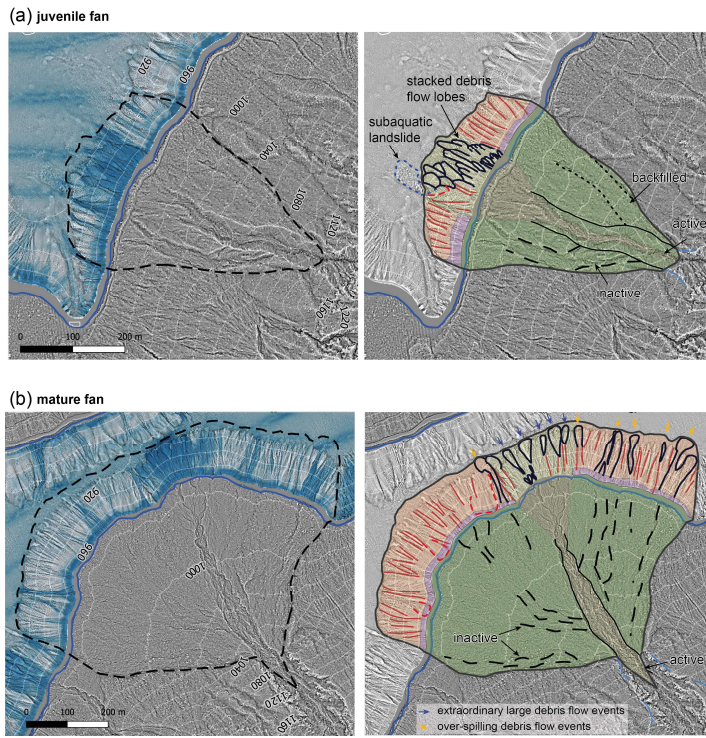 (a) juvenile fan
920
960
1000
1040
1080
1120
1160
1220
0 100 200 m
stacked debris
flow lobes
subaquatic
landslide
backfilled
active
inactive
(b) mature fan
920
960
1000
1040
1080
1120
1160
0 100 200 m
inactive
active
extraordinary large debris flow events
over-spilling debris flow events